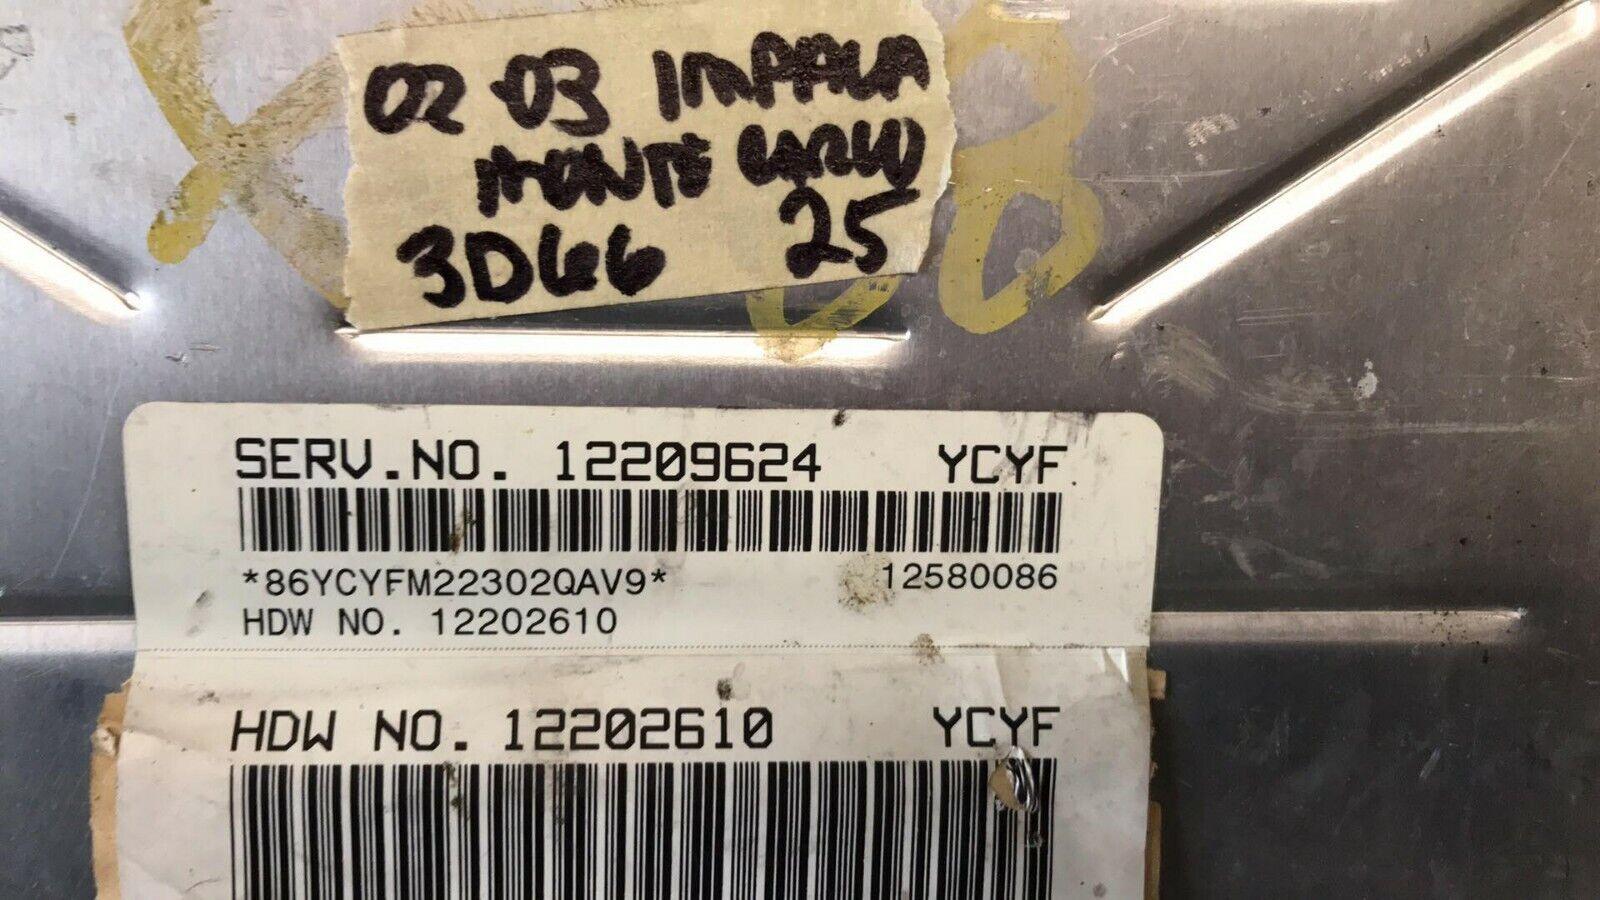 02 03 IMPALA
MONTE CARLO
3D66 25
SERV.NO. 12209624 YCYF
*86YCYFM22302QAV9* 12580086
HDW NO. 12202610
HDW NO. 12202610 YCYF